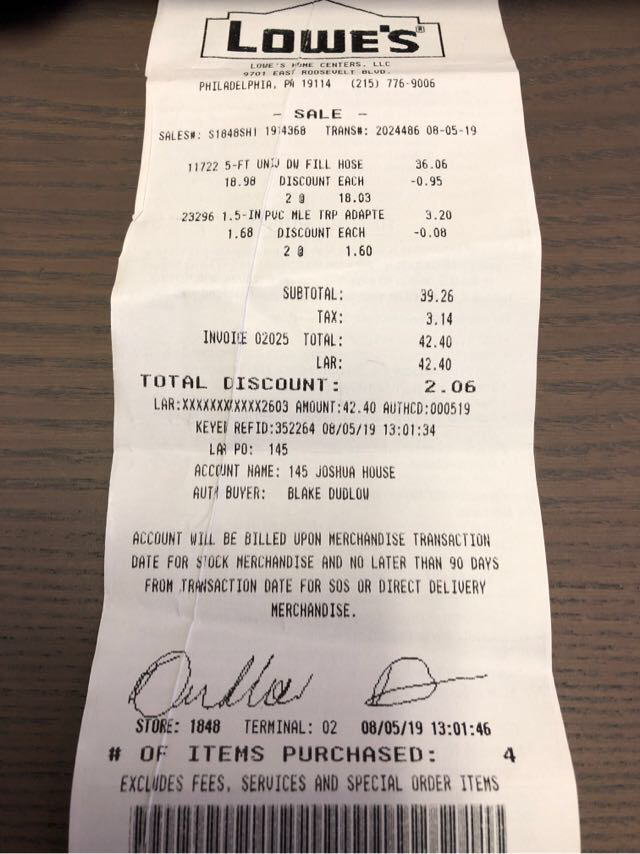 LOWE'S®
LOWE'S HOME CENTERS, LLC
9701 EAST ROOSEVELT BLVD.
PHILADELPHIA, PA 19114 (215) 776-9006
- SALE -
SALES#: S1848SH1 1974368 TRANS#: 2024486 08-05-19
11722 5-FT UNIV DW FILL HOSE 36.06
18.98 DISCOUNT EACH -0.95
2 @ 18.03
23296 1.5-IN PVC MLE TRP ADAPTE 3.20
1.68 DISCOUNT EACH -0.08
2 @ 1.60
SUBTOTAL: 39.26
TAX: 3.14
INVOICE 02025 TOTAL: 42.40
LAR: 42.40
TOTAL DISCOUNT: 2.06
LAR:XXXXXXXXXXXX2603 AMOUNT:42.40 AUTHCD:000519
KEYED REFID:352264 08/05/19 13:01:34
LAR PO: 145
ACCOUNT NAME: 145 JOSHUA HOUSE
AUTH BUYER: BLAKE DUDLOW
ACCOUNT WILL BE BILLED UPON MERCHANDISE TRANSACTION
DATE FOR STOCK MERCHANDISE AND NO LATER THAN 90 DAYS
FROM TRANSACTION DATE FOR SOS OR DIRECT DELIVERY
MERCHANDISE.
STORE: 1848 TERMINAL: 02 08/05/19 13:01:46
# OF ITEMS PURCHASED: 4
EXCLUDES FEES, SERVICES AND SPECIAL ORDER ITEMS